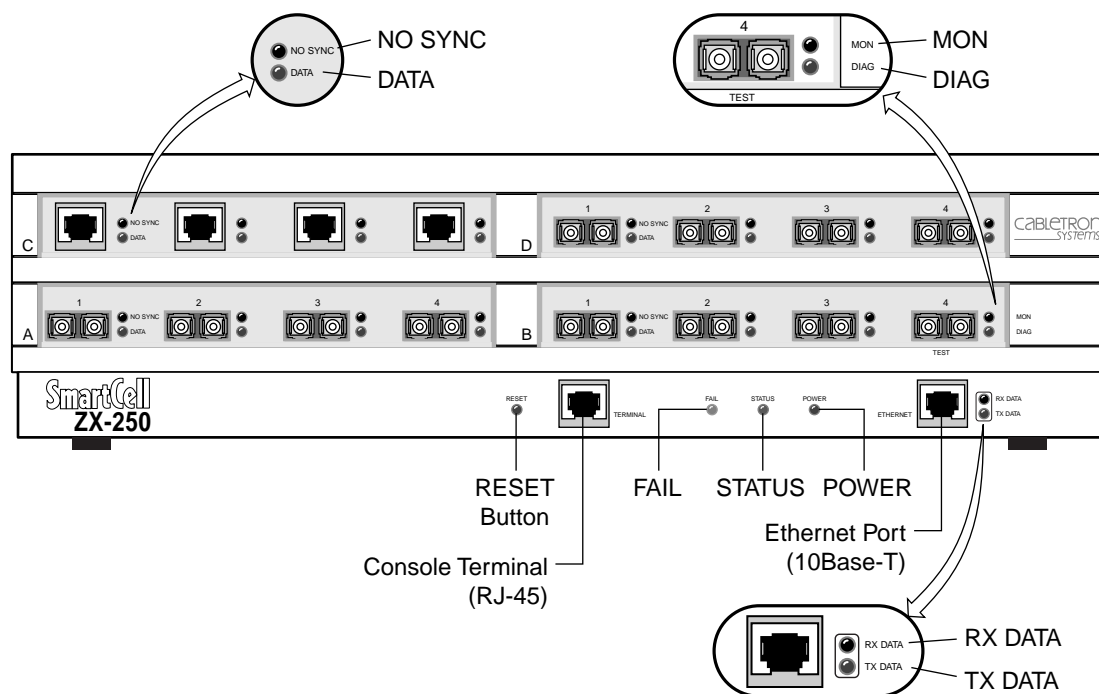 NO SYNC
DATA
NO SYNC
DATA
4
MON
DIAG
TEST
MON
DIAG
C
NO SYNC
DATA
D
1
2
3
4
NO SYNC
DATA
CABLETRON
SYSTEMS
A
1
2
3
4
NO SYNC
DATA
B
1
2
3
4
NO SYNC
DATA
TEST
MON
DIAG
SmartCell
ZX-250
RESET
TERMINAL
FAIL
STATUS
POWER
ETHERNET
RX DATA
TX DATA
RESET
Button
FAIL
STATUS
POWER
Console Terminal
(RJ-45)
Ethernet Port
(10Base-T)
RX DATA
TX DATA
RX DATA
TX DATA